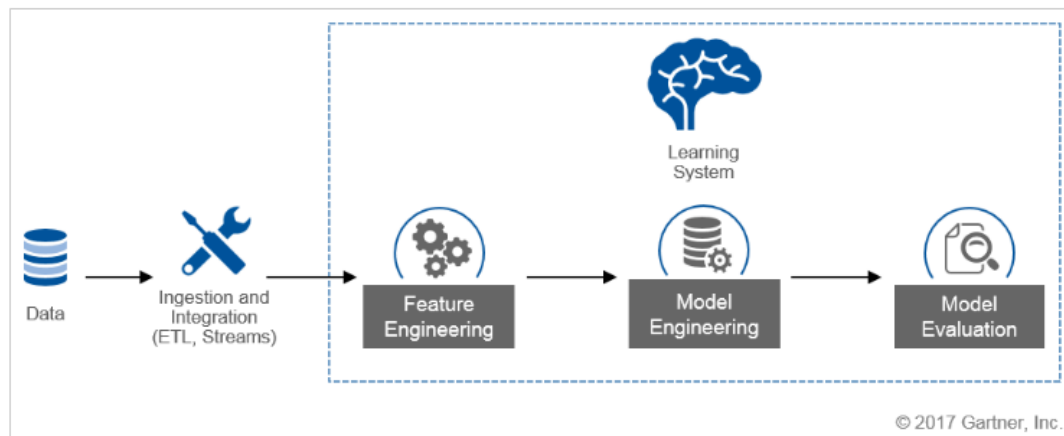 Learning
System
Data
Ingestion and
Integration
(ETL, Streams)
Feature
Engineering
Model
Engineering
Model
Evaluation
© 2017 Gartner, Inc